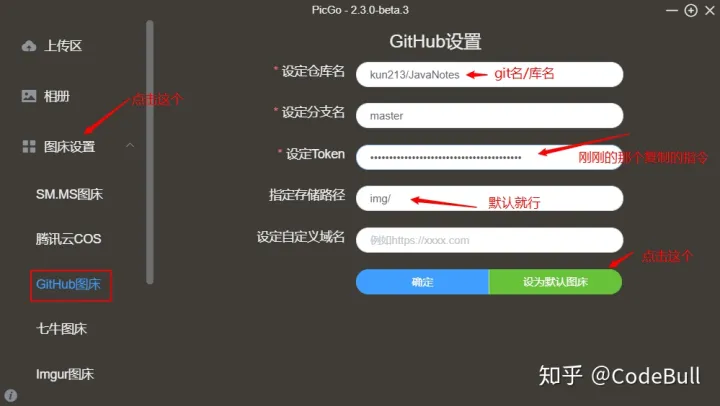 PicGo - 2.3.0-beta.3
上传区
相册
点击这个
图床设置
SM.MS图床
腾讯云COS
GitHub图床
七牛图床
Imgur图床
GitHub设置
* 设定仓库名
kun213/JavaNotes
git名/库名
* 设定分支名
master
* 设定Token
刚刚的那个复制的指令
指定存储路径
img/
默认就行
设定自定义域名
例如https://xxxx.com
点击这个
确定
设为默认图床
知乎 @CodeBull